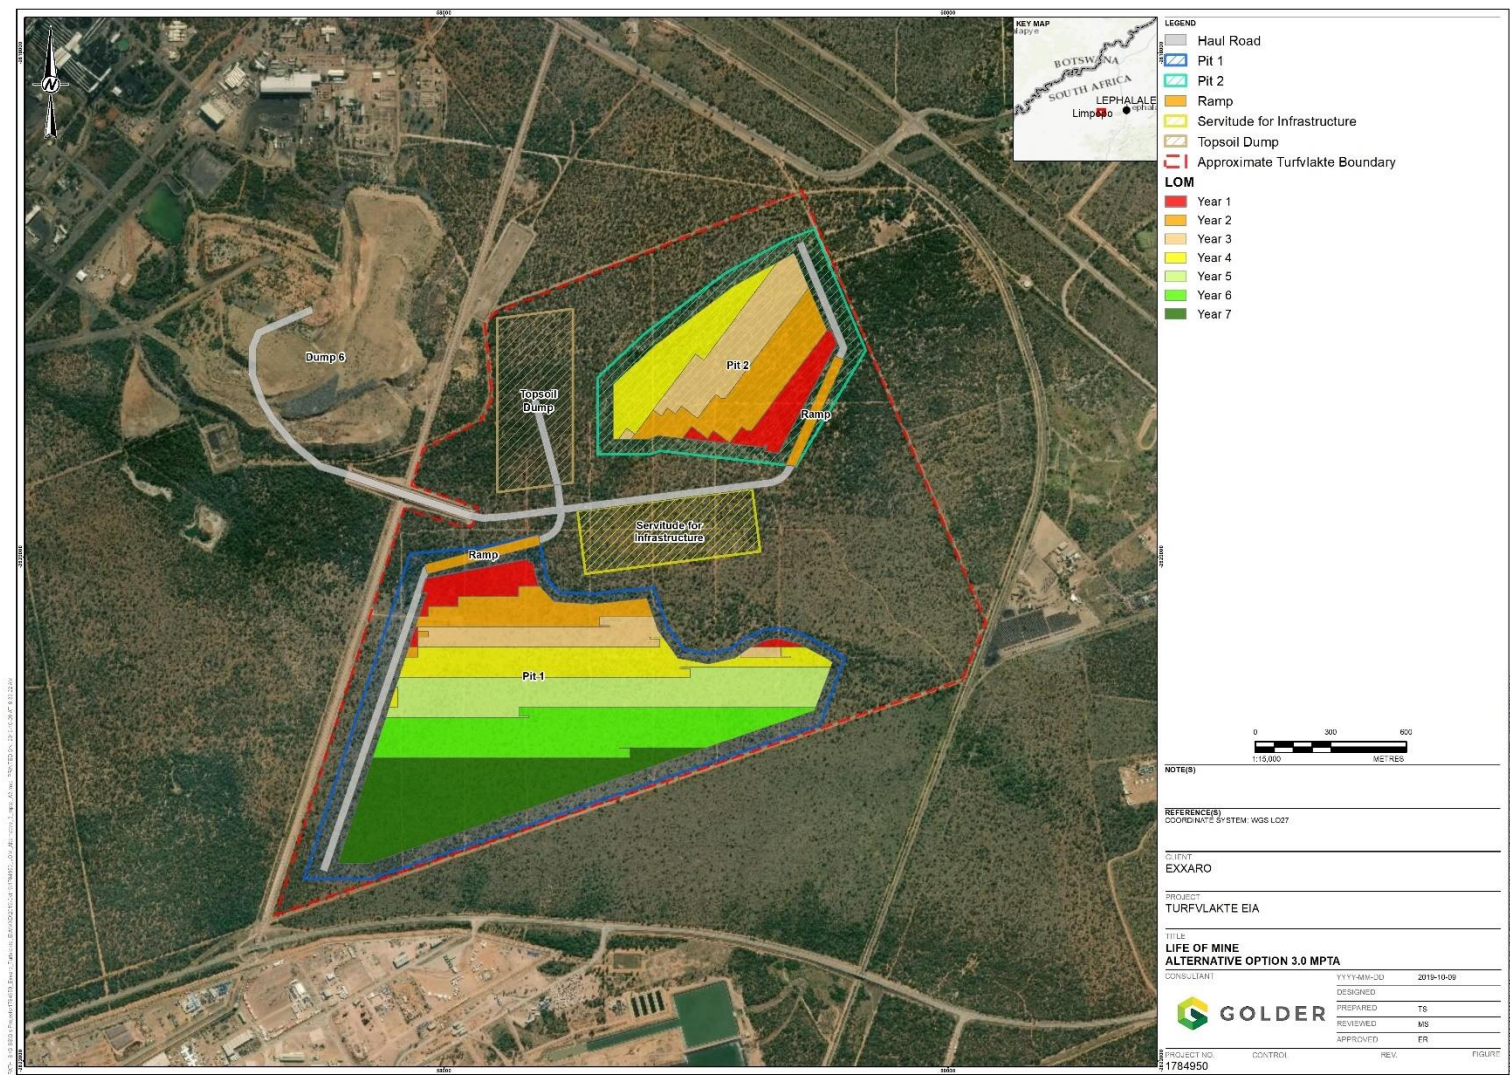 KEY MAP
BOTSWANA
SOUTH AFRICA
LEPHALALE
Limpopo
Dump 6
Topsoil
Dump
Pit 2
Ramp
Servitude for
Infrastructure
Ramp
Pit 1
LEGEND
Haul Road
Pit 1
Pit 2
Ramp
Servitude for Infrastructure
Topsoil Dump
Approximate Turfvlakte Boundary
LOM
Year 1
Year 2
Year 3
Year 4
Year 5
Year 6
Year 7
0 300 600
1:15,000 METRES
NOTE(S)
REFERENCE(S)
COORDINATE SYSTEM: WGS LO27
CLIENT
EXXARO
PROJECT
TURFVLAKTE EIA
TITLE
LIFE OF MINE
ALTERNATIVE OPTION 3.0 MPTA
CONSULTANT
YYYY-MM-DD 2019-10-09
DESIGNED
PREPARED TS
REVIEWED MS
APPROVED ER
GOLDER
PROJECT NO. CONTROL REV. FIGURE
1784950